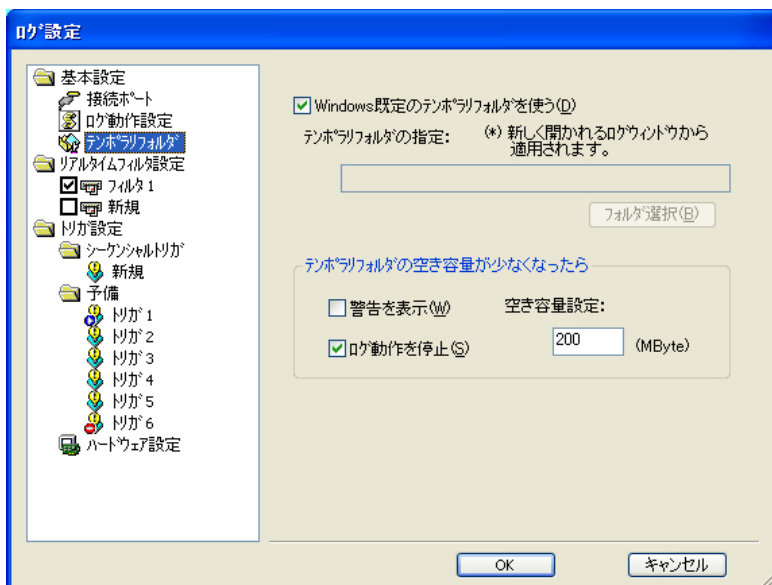 ログ設定
基本設定
接続ポート
ログ動作設定
テンポラリフォルダ
リアルタイムフィルタ設定
フィルタ1
新規
トリガ設定
シーケンシャルトリガ
新規
予備
トリガ1
トリガ2
トリガ3
トリガ4
トリガ5
トリガ6
ハードウェア設定
Windows既定のテンポラリフォルダを使う(D)
テンポラリフォルダの指定:
(*) 新しく開かれるログウィンドウから
適用されます。
フォルダ選択(B)
テンポラリフォルダの空き容量が少なくなったら
警告を表示(W)
空き容量設定:
ログ動作を停止(S)
200
(MByte)
OK
キャンセル